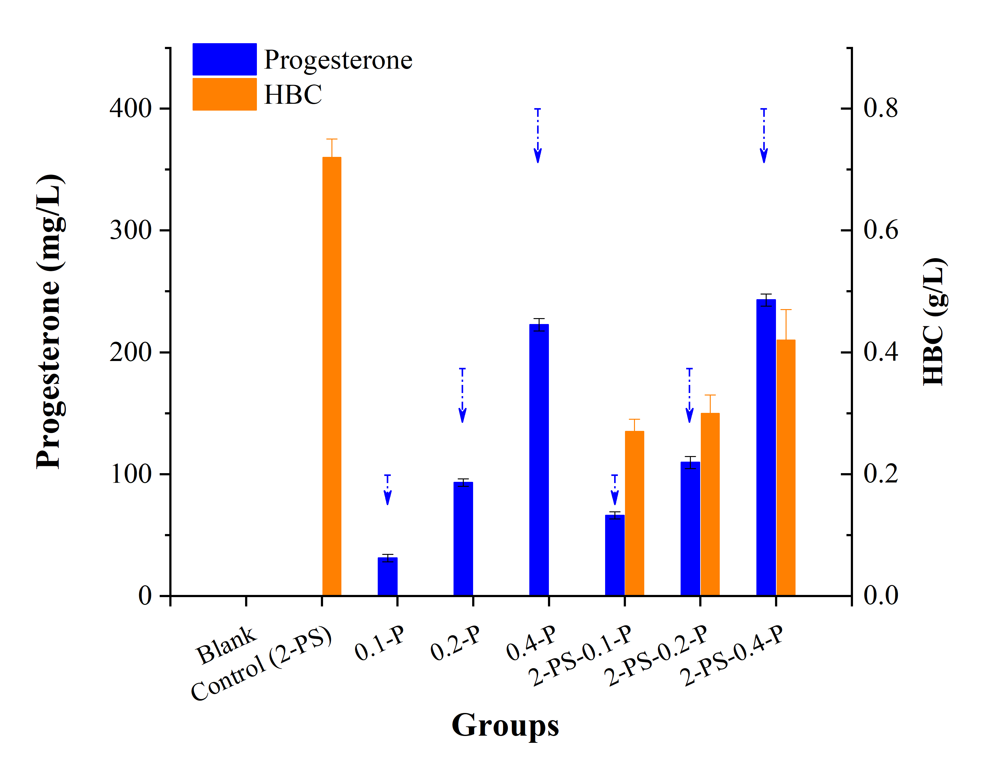 Progesterone
HBC
Progesterone (mg/L)
400
300
200
100
0
0.8
0.6
0.4
0.2
0.0
HBC (g/L)
Blank
Control (2-PS)
0.1-P
0.2-P
0.4-P
2-PS-0.1-P
2-PS-0.2-P
2-PS-0.4-P
Groups